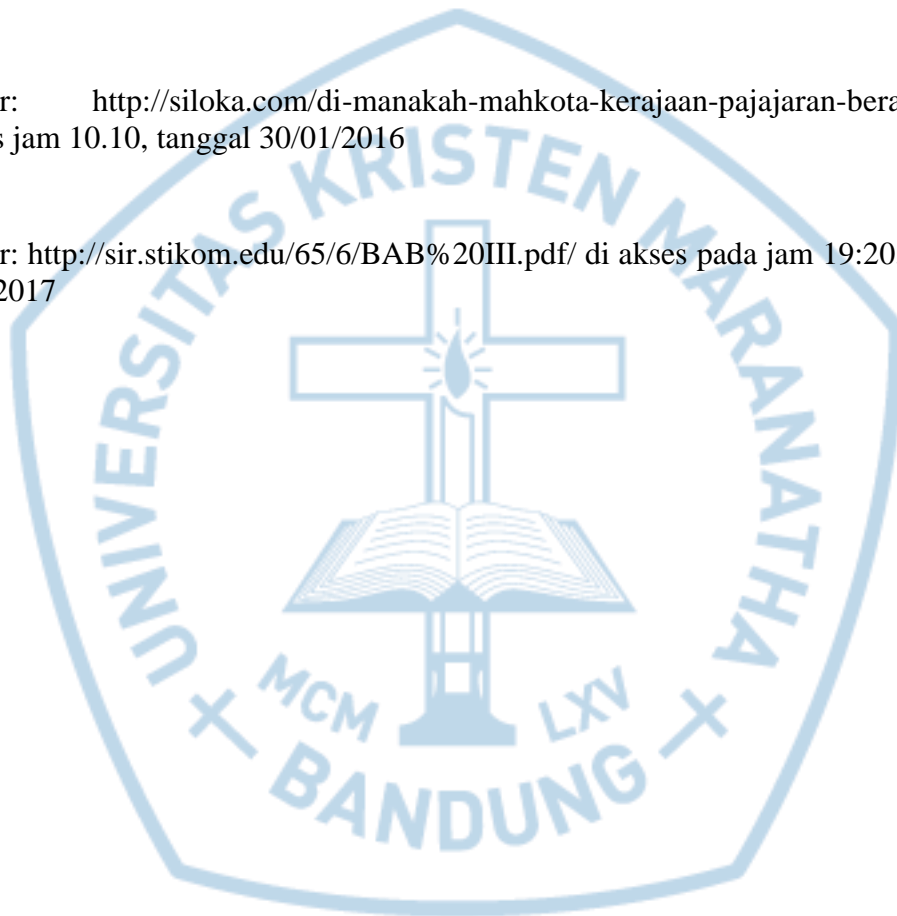 r: http://siloka.com/di-manakah-mahkota-kerajaan-pajajaran-bera
s jam 10.10, tanggal 30/01/2016
r: http://sir.stikom.edu/65/6/BAB%20III.pdf/ di akses pada jam 19:20
2017
UNIVERSITAS KRISTEN MARANATHA
MCM LXV
BANDUNG